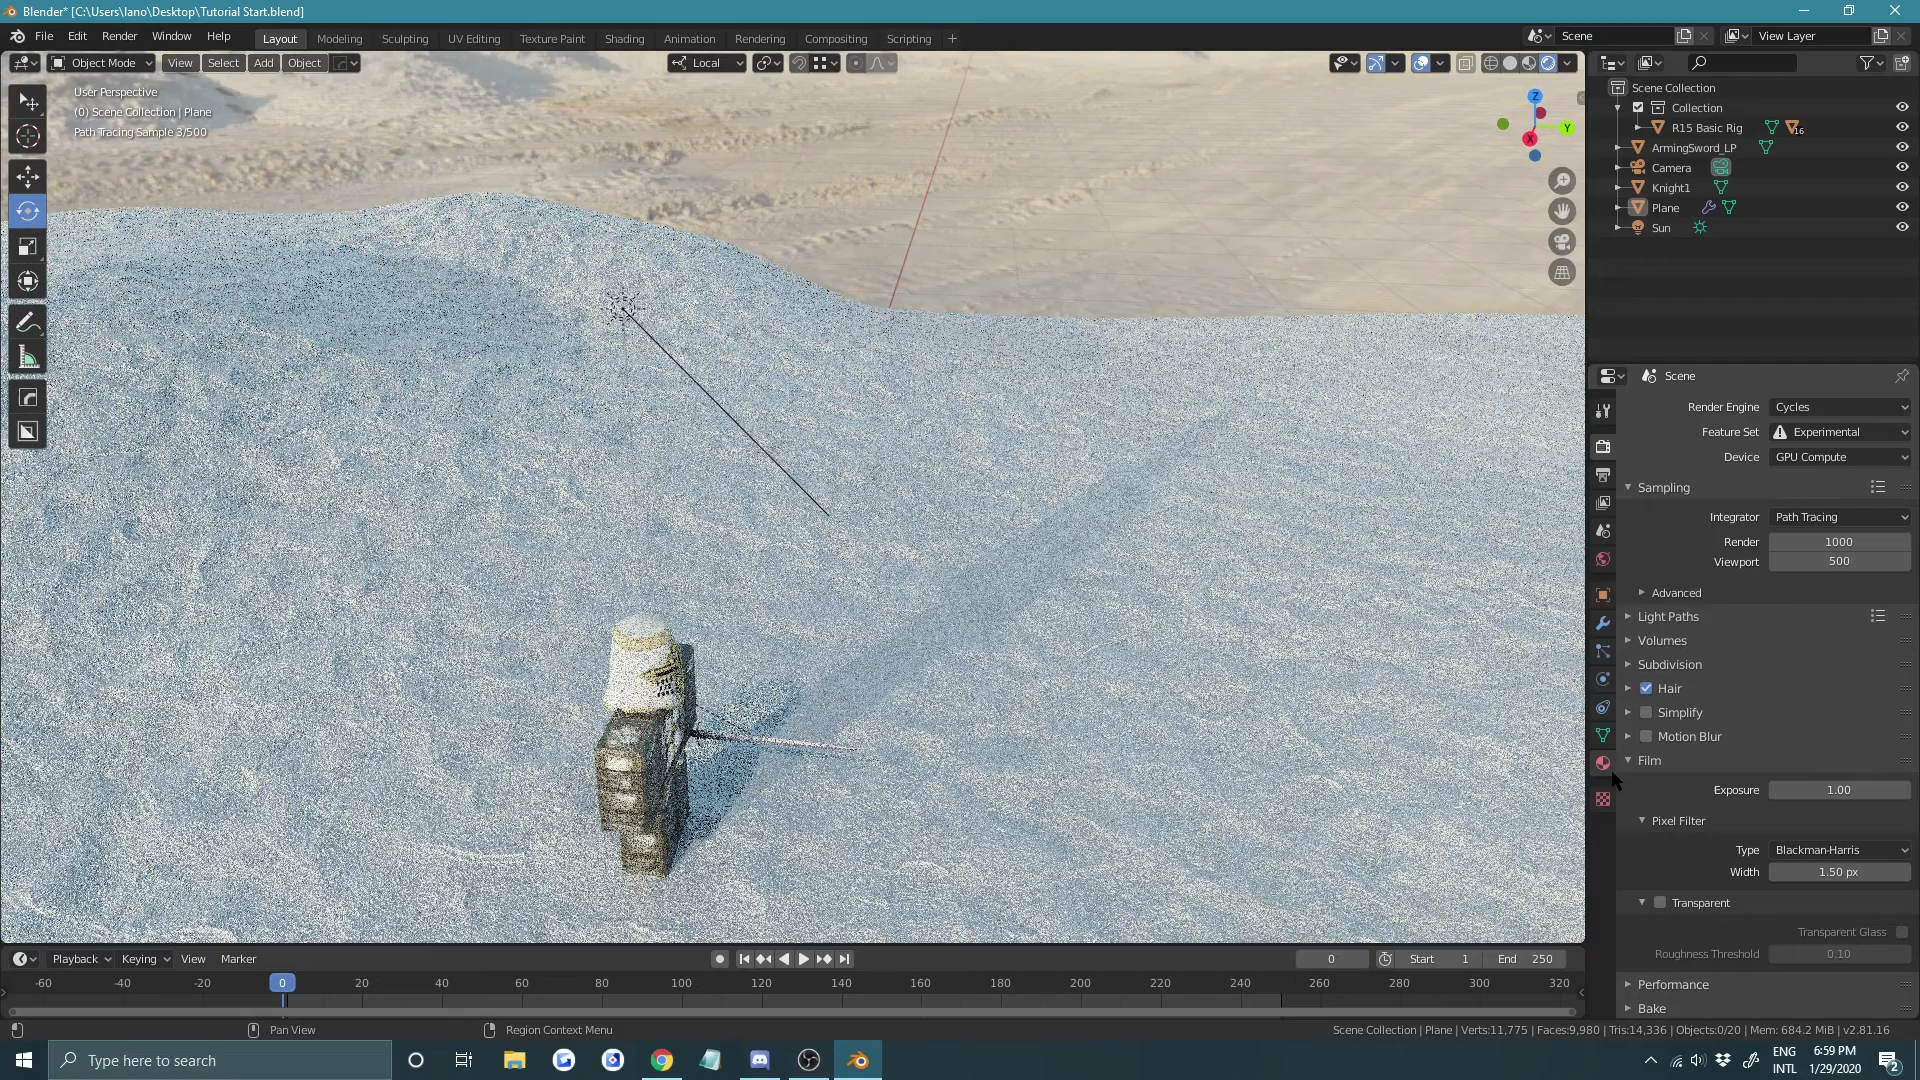 Blender* [C:\Users\lano\Desktop\Tutorial Start.blend]
File Edit Render Window Help
Layout Modeling Sculpting UV Editing Texture Paint Shading Animation Rendering Compositing Scripting +
Scene
View Layer
Object Mode View Select Add Object
Local
User Perspective
(0) Scene Collection | Plane
Path Tracing Sample 3/500
Z
Y
X
Scene Collection
Collection
R15 Basic Rig 16
ArmingSword_LP
Camera
Knight1
Plane
Sun
Scene
Render Engine Cycles
Feature Set Experimental
Device GPU Compute
Sampling
Integrator Path Tracing
Render 1000
Viewport 500
Advanced
Light Paths
Volumes
Subdivision
Hair
Simplify
Motion Blur
Film
Exposure 1.00
Pixel Filter
Type Blackman-Harris
Width 1.50 px
Transparent
Transparent Glass
Roughness Threshold 0.10
Performance
Bake
Playback Keying View Marker
0 Start 1 End 250
-60 -40 -20 0 20 40 60 80 100 120 140 160 180 200 220 240 260 280 300 320
Pan View Region Context Menu
Scene Collection | Plane | Verts:11,775 | Faces:9,980 | Tris:14,336 | Objects:0/20 | Mem: 684.2 MiB | v2.81.16
Type here to search
ENG
INTL
6:59 PM
1/29/2020
2